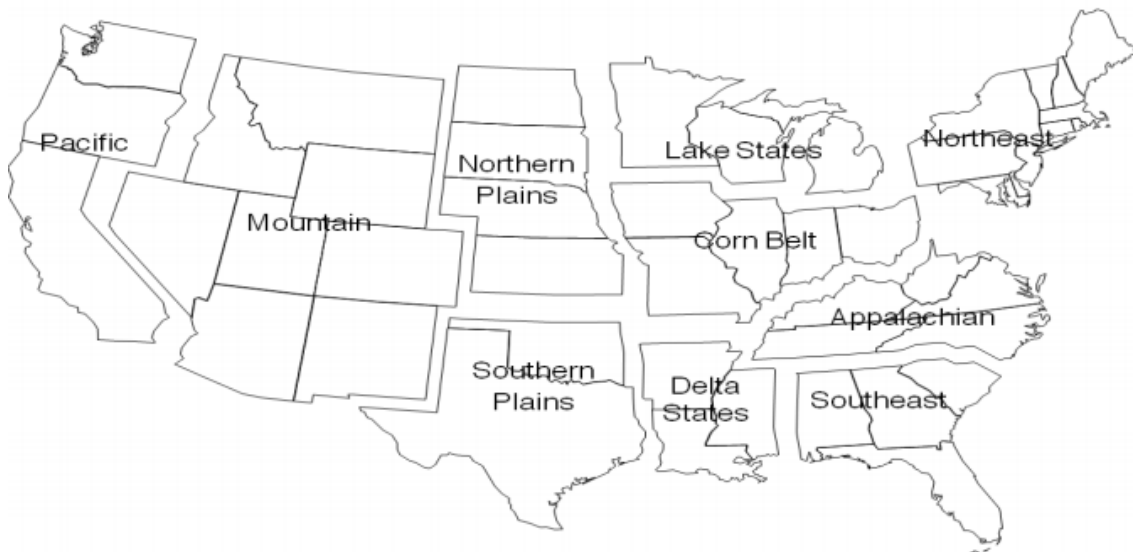 Pacific
Mountain
Northern
Plains
Lake States
Northeast
Corn Belt
Appalachian
Southern
Plains
Delta
States
Southeast